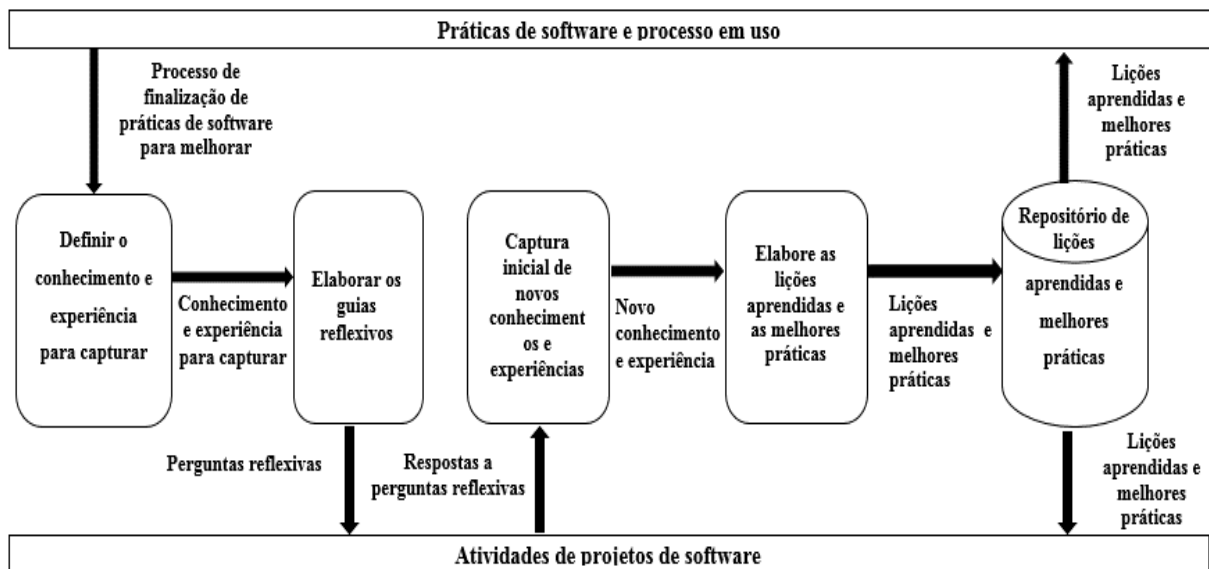 Práticas de software e processo em uso
Processo de
finalização de
práticas de software
para melhorar
Lições
aprendidas e
melhores
práticas
Definir o
conhecimento e
experiência
para capturar
Conhecimento
e experiência
para capturar
Elaborar os
guias
reflexivos
Captura
inicial de
novos
conheciment
os e
experiências
Novo
conhecimento
e experiência
Elabore as
lições
aprendidas e
as melhores
práticas
Lições
aprendidas e
melhores
práticas
Repositório de
lições
aprendidas e
melhores
práticas
Perguntas reflexivas
Respostas a
perguntas reflexivas
Lições
aprendidas e
melhores
práticas
Atividades de projetos de software